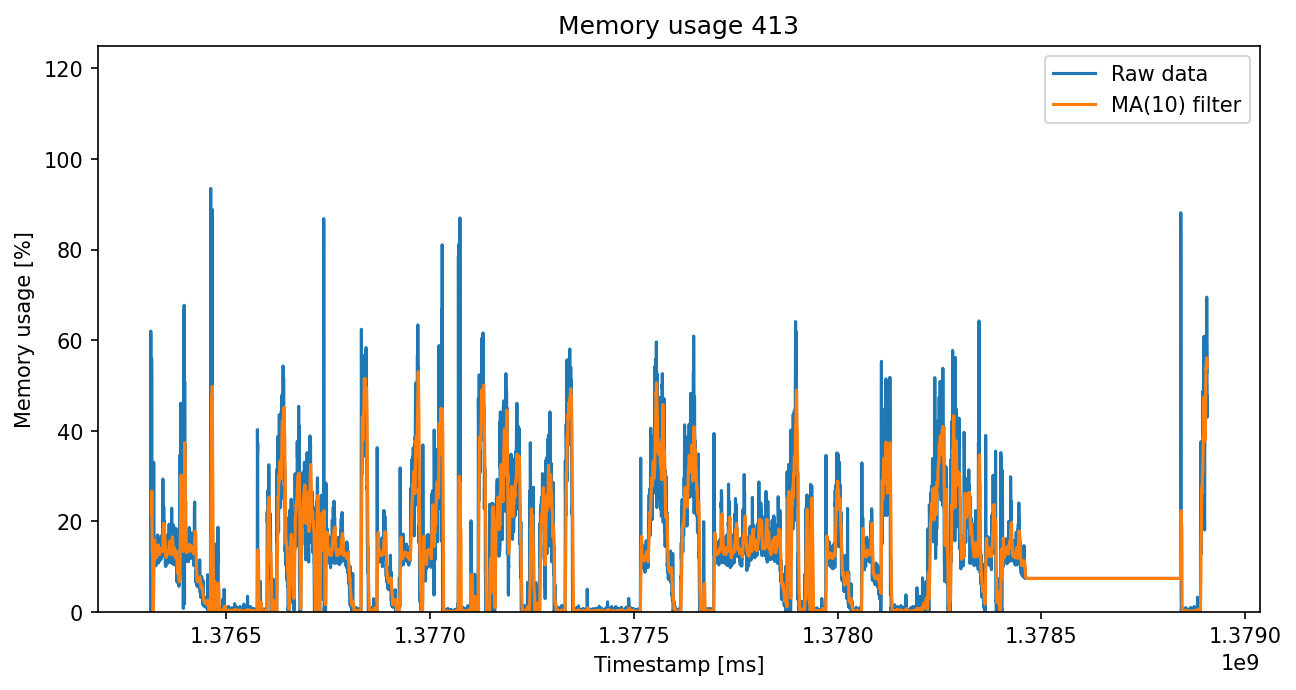 Memory usage 413
Raw data
MA(10) filter
Memory usage [%]
120
100
80
60
40
20
0
1.3765 1.3770 1.3775 1.3780 1.3785 1.3790
1e9
Timestamp [ms]